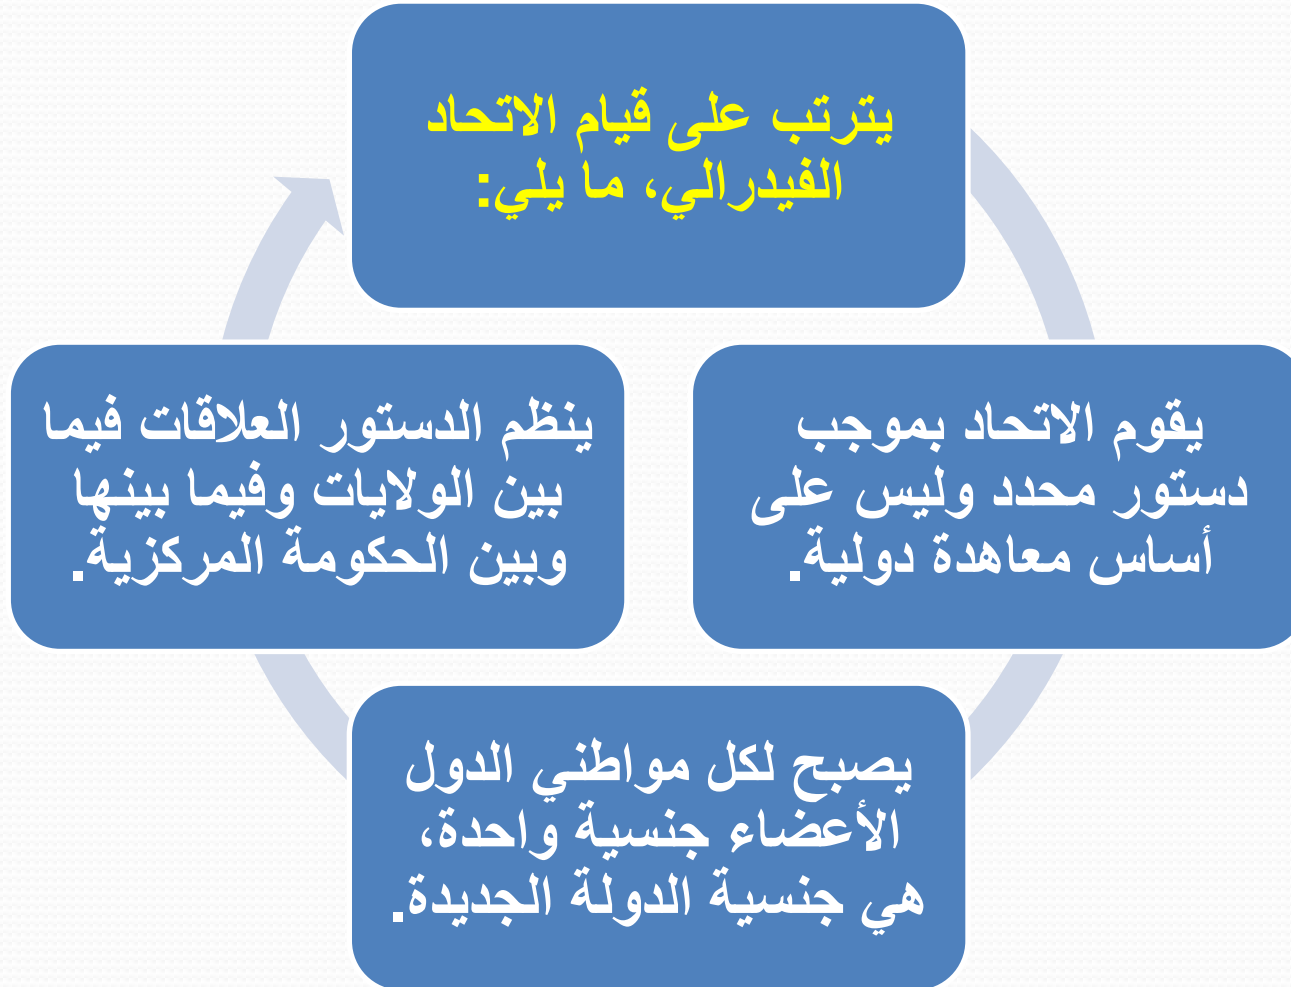 يترتب على قيام الاتحاد
الفيدرالي، ما يلي:
يقوم الاتحاد بموجب
دستور محدد وليس على
أساس معاهدة دولية.
يصبح لكل مواطني الدول
الأعضاء جنسية واحدة،
هي جنسية الدولة الجديدة.
ينظم الدستور العلاقات فيما
بين الولايات وفيما بينها
وبين الحكومة المركزية.